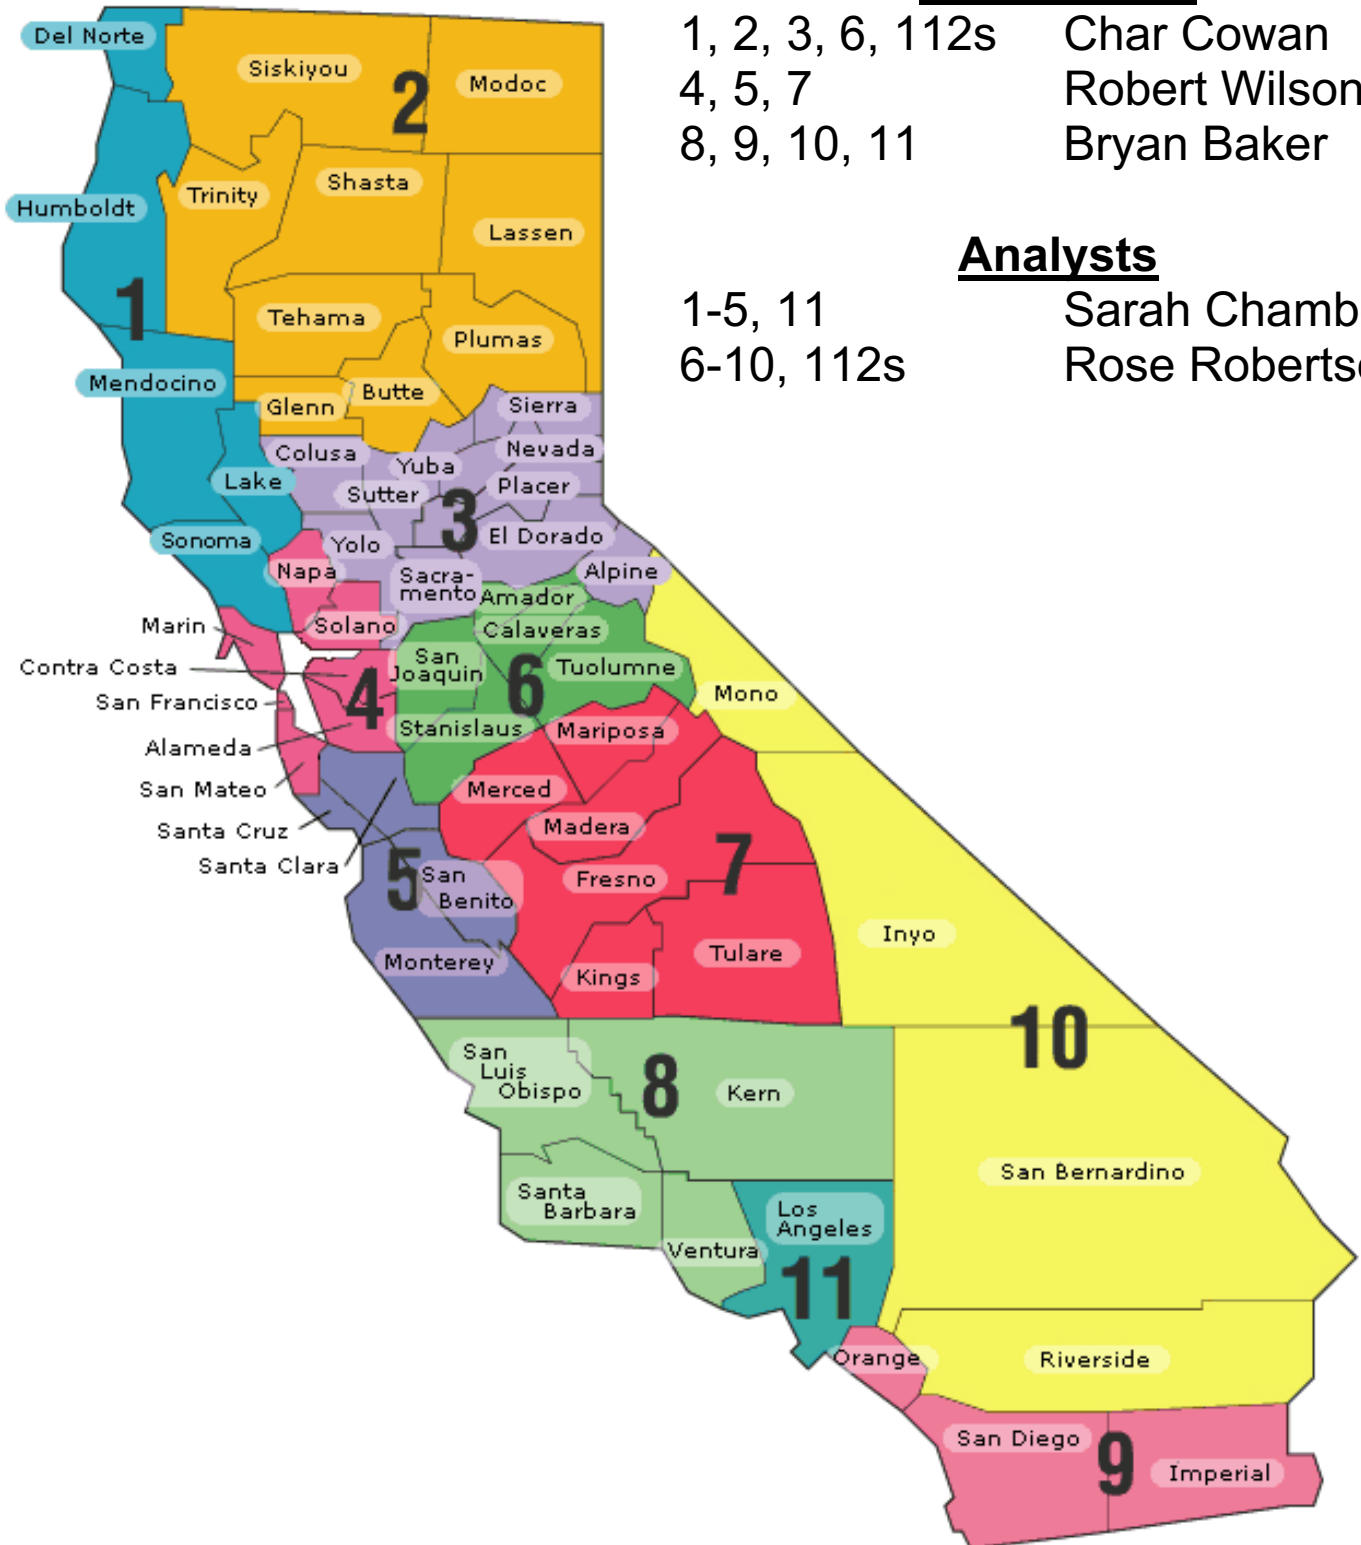 1, 2, 3, 6, 112s Char Cowan
4, 5, 7 Robert Wilson
8, 9, 10, 11 Bryan Baker
Analysts
1-5, 11 Sarah Chamb
6-10, 112s Rose Roberts
Del Norte
Siskiyou
2
Modoc
Humboldt
Trinity
Shasta
Lassen
1
Tehama
Plumas
Mendocino
Glenn
Butte
Sierra
Colusa
Yuba
Nevada
Lake
Sutter
Placer
3
Sonoma
Yolo
El Dorado
Napa
Sacra-
mento
Alpine
Amador
Marin
Solano
Calaveras
Contra Costa
San
Joaquin
Tuolumne
4
6
San Francisco
Mono
Alameda
Stanislaus
Mariposa
San Mateo
Merced
Santa Cruz
Madera
Santa Clara
7
5
San
Benito
Fresno
Inyo
Monterey
Kings
Tulare
10
San
Luis
Obispo
8
Kern
San Bernardino
Santa
Barbara
Los
Angeles
Ventura
11
Orange
Riverside
San Diego
9
Imperial